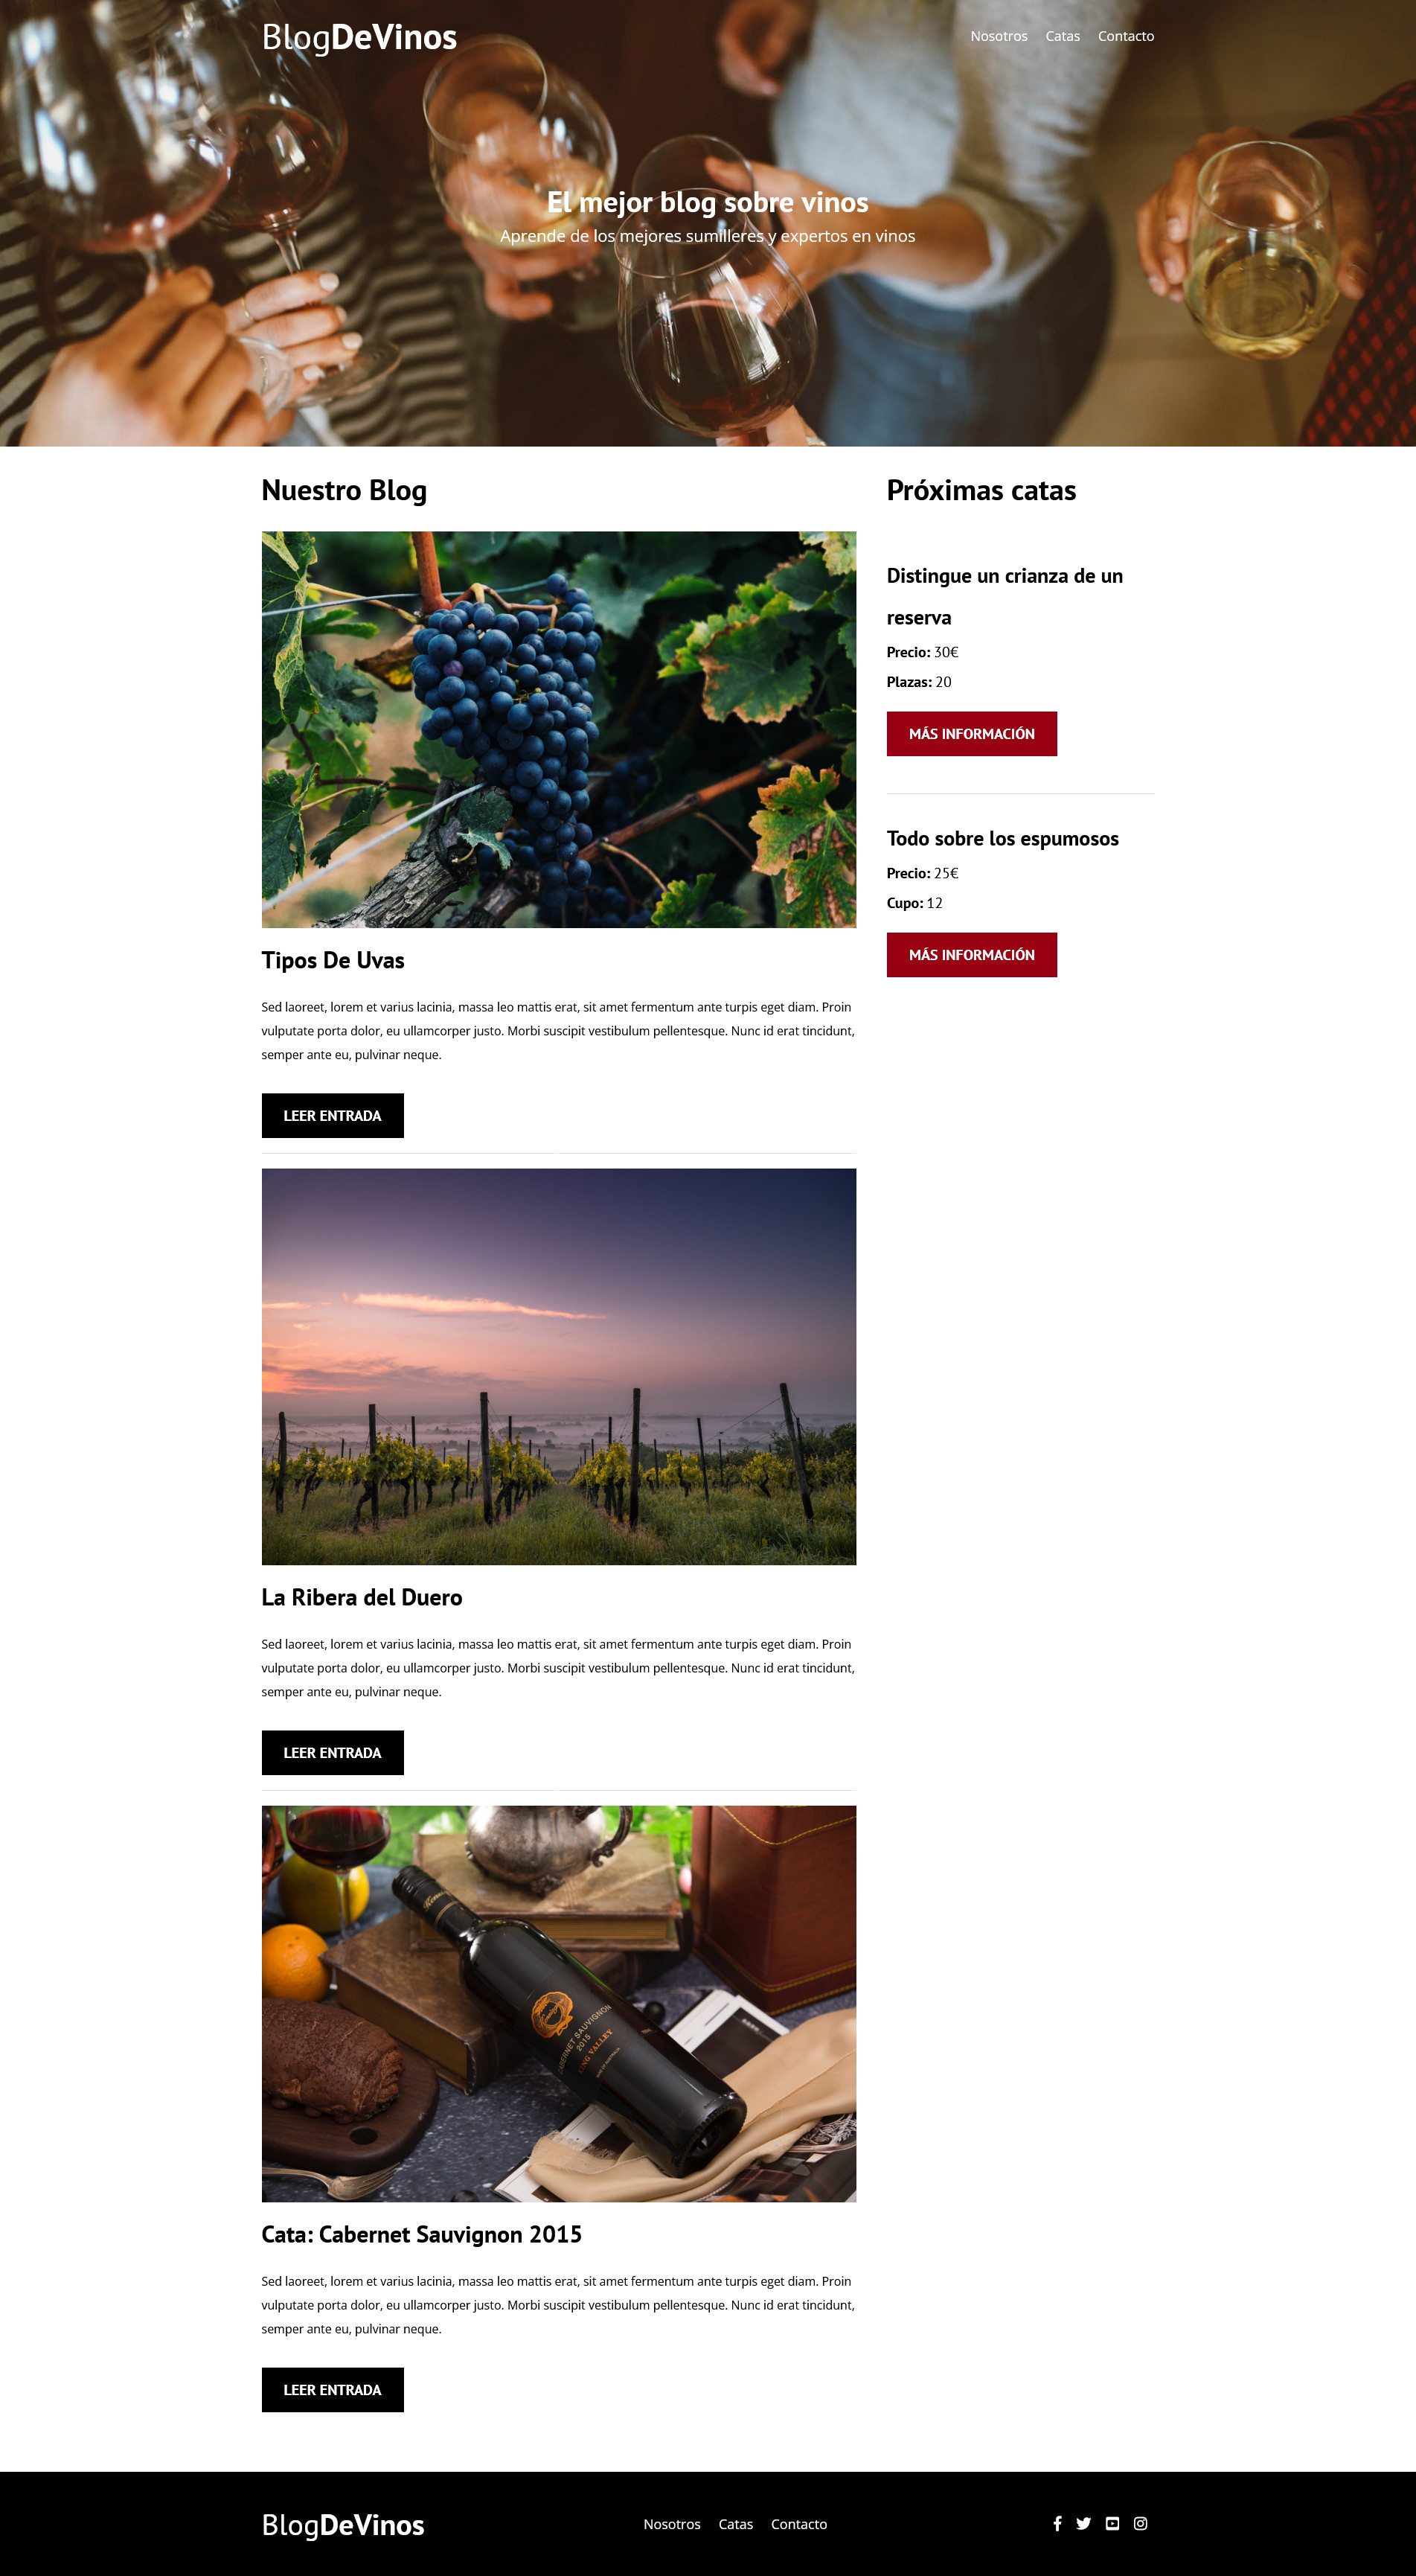 BlogDeVinos
Nosotros Catas Contacto
El mejor blog sobre vinos
Aprende de los mejores sumilleres y expertos en vinos
Nuestro Blog
Tipos De Uvas
Sed laoreet, lorem et varius lacinia, massa leo mattis erat, sit amet fermentum ante turpis eget diam. Proin
vulputate porta dolor, eu ullamcorper justo. Morbi suscipit vestibulum pellentesque. Nunc id erat tincidunt,
semper ante eu, pulvinar neque.
LEER ENTRADA
La Ribera del Duero
Sed laoreet, lorem et varius lacinia, massa leo mattis erat, sit amet fermentum ante turpis eget diam. Proin
vulputate porta dolor, eu ullamcorper justo. Morbi suscipit vestibulum pellentesque. Nunc id erat tincidunt,
semper ante eu, pulvinar neque.
LEER ENTRADA
CABERNET SAUVIGNON
2015
KING VALLEY
Cata: Cabernet Sauvignon 2015
Sed laoreet, lorem et varius lacinia, massa leo mattis erat, sit amet fermentum ante turpis eget diam. Proin
vulputate porta dolor, eu ullamcorper justo. Morbi suscipit vestibulum pellentesque. Nunc id erat tincidunt,
semper ante eu, pulvinar neque.
LEER ENTRADA
Próximas catas
Distingue un crianza de un
reserva
Precio: 30€
Plazas: 20
MÁS INFORMACIÓN
Todo sobre los espumosos
Precio: 25€
Cupo: 12
MÁS INFORMACIÓN
BlogDeVinos
Nosotros Catas Contacto